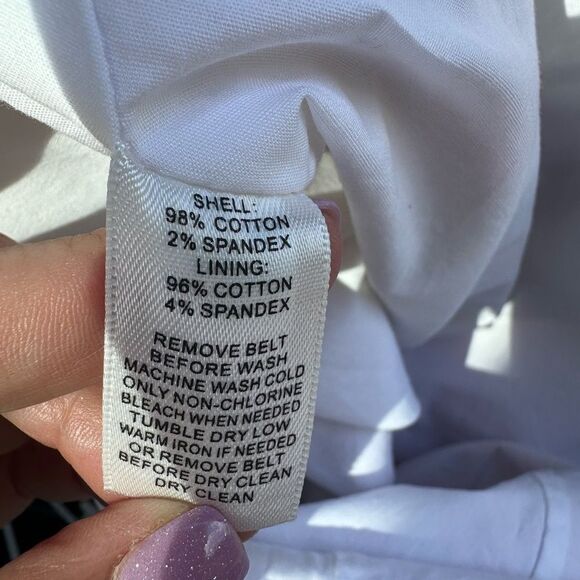 SHELL:
98% COTTON
2% SPANDEX
LINING:
96% COTTON
4% SPANDEX
REMOVE BELT
BEFORE WASH
MACHINE WASH COLD
ONLY NON-CHLORINE
BLEACH WHEN NEEDED
TUMBLE DRY LOW
WARM IRON IF NEEDED
OR REMOVE BELT
BEFORE DRY CLEAN
DRY CLEAN